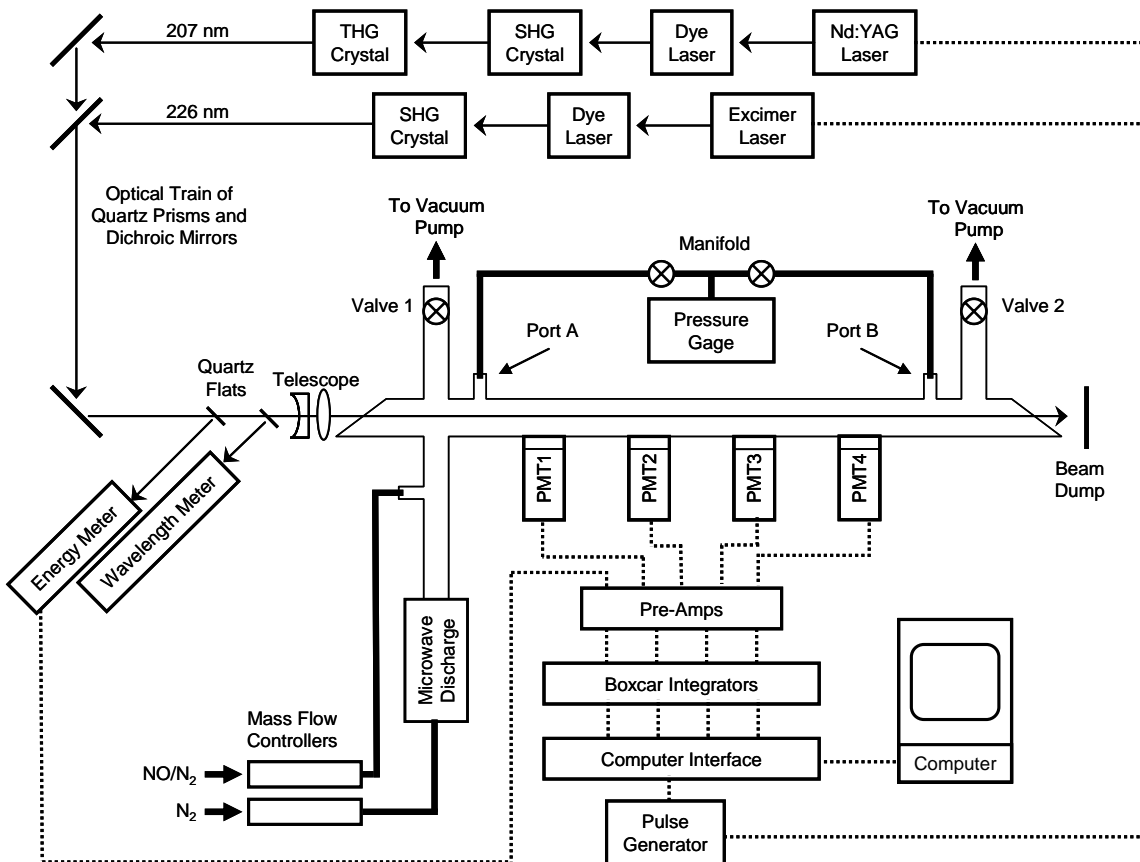 207 nm
THG
Crystal
SHG
Crystal
Dye
Laser
Nd:YAG
Laser
226 nm
SHG
Crystal
Dye
Laser
Excimer
Laser
Optical Train of
Quartz Prisms and
Dichroic Mirrors
To Vacuum
Pump
To Vacuum
Pump
Manifold
Valve 1
Pressure
Gage
Valve 2
Port A
Port B
Quartz
Flats
Telescope
PMT1
PMT2
PMT3
PMT4
Beam
Dump
Energy Meter
Wavelength Meter
Pre-Amps
Microwave
Discharge
Boxcar Integrators
Mass Flow
Controllers
Computer Interface
Computer
NO/N₂
N₂
Pulse
Generator